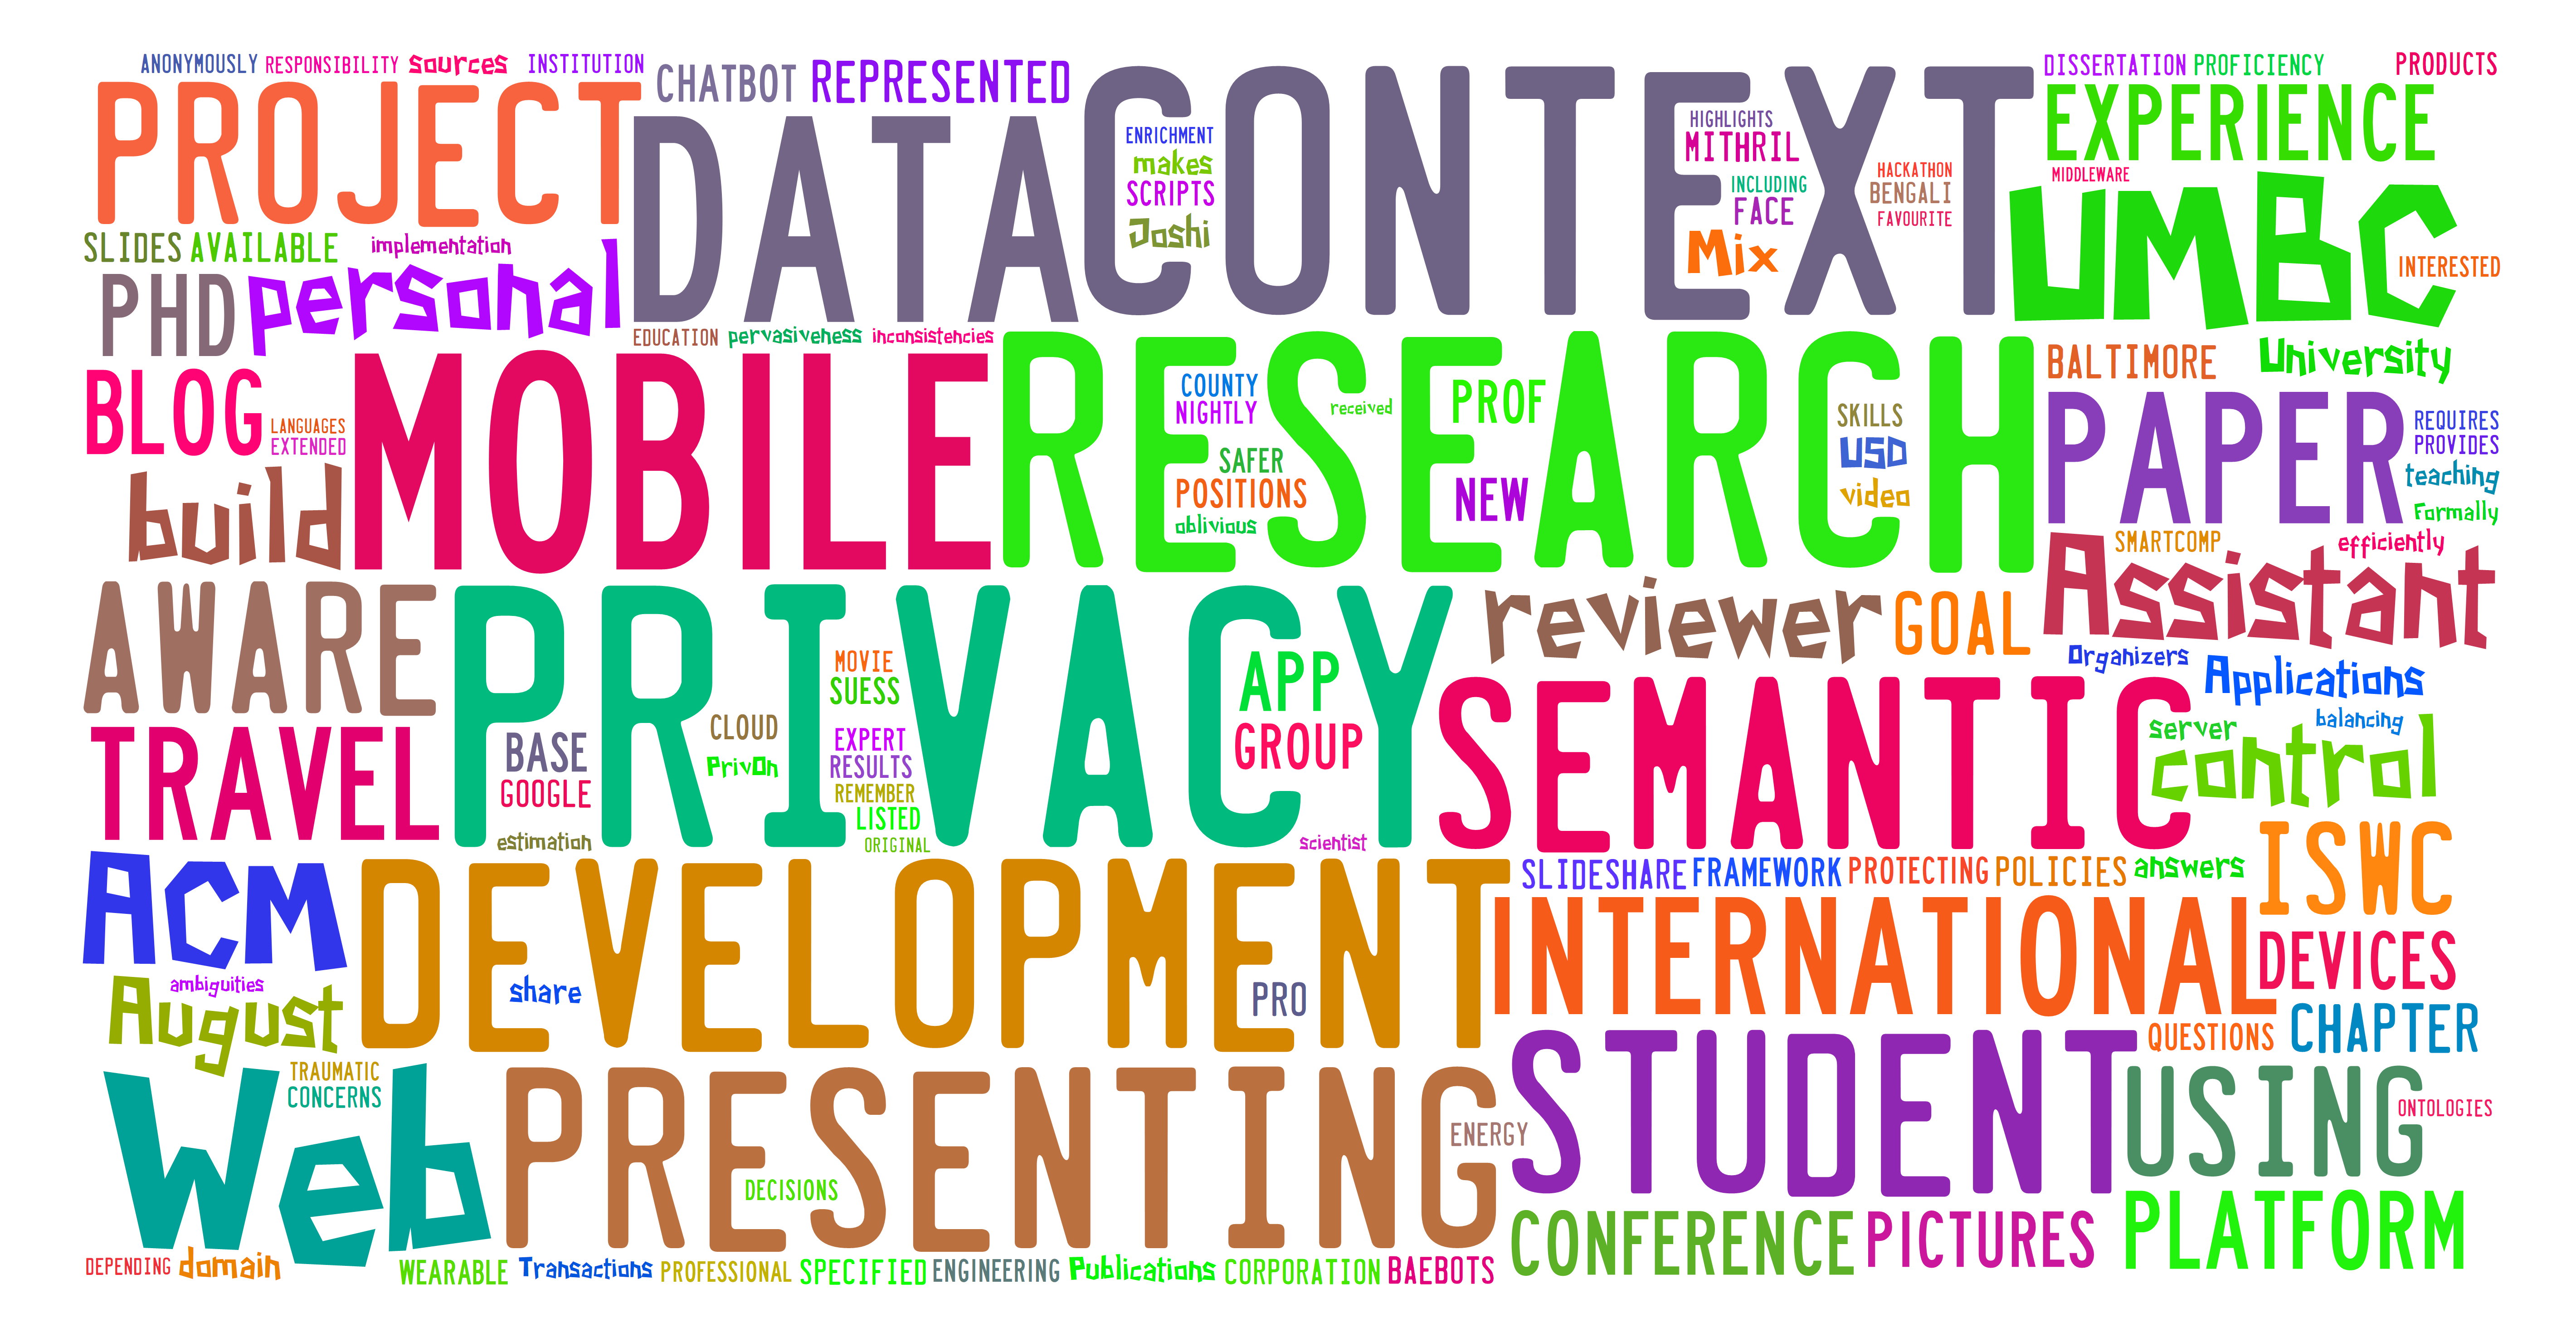 ANONYMOUSLY RESPONSIBILITY sources INSTITUTION
CHATBOT REPRESENTED
DISSERTATION PROFICIENCY PRODUCTS
PROJECT
DATA
CONTEXT
EXPERIENCE
ENRICHMENT
makes
SCRIPTS
Joshi
HIGHLIGHTS
MITHRIL
INCLUDING
FACE
Mix
HACKATHON
BENGALI
FAVOURITE
MIDDLEWARE
UMBC
INTERESTED
SLIDES AVAILABLE implementation
PHD personal
EDUCATION pervasiveness inconsistencies
BALTIMORE University
BLOG
LANGUAGES
EXTENDED
MOBILE
RESEARCH
COUNTY
NIGHTLY
received
PROF
SAFER
POSITIONS
oblivious
NEW
SKILLS
USD
video
PAPER
REQUIRES
PROVIDES
teaching
Formally
build
SMARTCOMP efficiently
Assistant
AWARE
PRIVACY
reviewer GOAL
Organizers Applications
balancing
MOVIE
SUESS
CLOUD
PrivOn
EXPERT
RESULTS
REMEMBER
LISTED
ORIGINAL
APP
GROUP
scientist
BASE
GOOGLE
estimation
TRAVEL
SEMANTIC
server
control
SLIDESHARE FRAMEWORK PROTECTING POLICIES answers
ISWC
ACM
DEVELOPMENT
INTERNATIONAL
DEVICES
ambiguities
August
share
PRO
QUESTIONS CHAPTER
TRAUMATIC
CONCERNS
STUDENT
USING
ONTOLOGIES
Web
PRESENTING
ENERGY
DECISIONS
CONFERENCE PICTURES PLATFORM
DEPENDING domain WEARABLE Transactions PROFESSIONAL SPECIFIED ENGINEERING Publications CORPORATION BAEBOTS